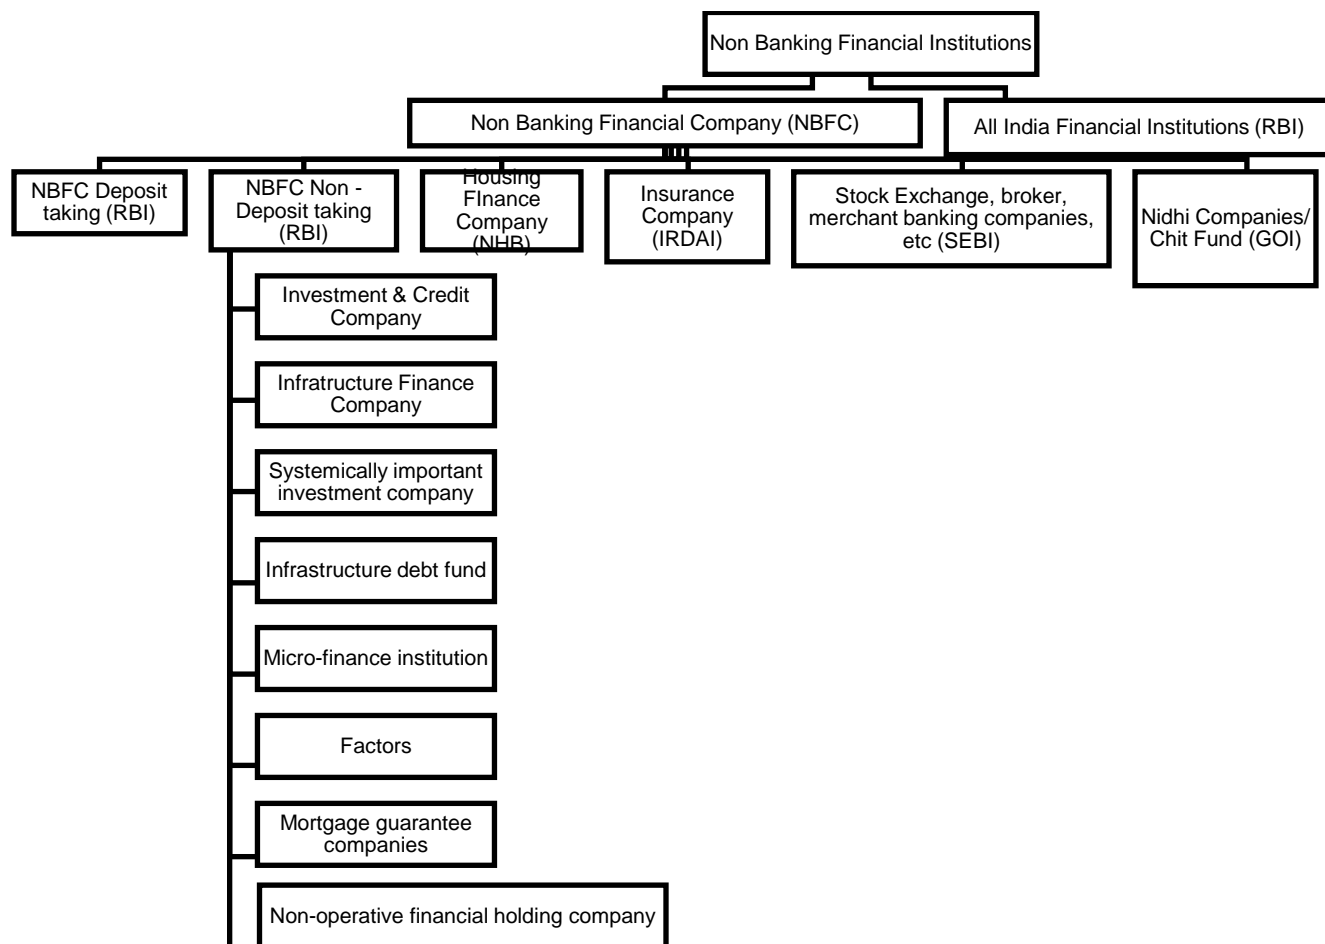 Non Banking Financial Institutions
Non Banking Financial Company (NBFC)
All India Financial Institutions (RBI)
NBFC Deposit
taking (RBI)
NBFC Non -
Deposit taking
(RBI)
Housing
FInance
Company
(NHB)
Insurance
Company
(IRDAI)
Stock Exchange, broker,
merchant banking companies,
etc (SEBI)
Nidhi Companies/
Chit Fund (GOI)
Investment & Credit
Company
Infratructure Finance
Company
Systemically important
investment company
Infrastructure debt fund
Micro-finance institution
Factors
Mortgage guarantee
companies
Non-operative financial holding company